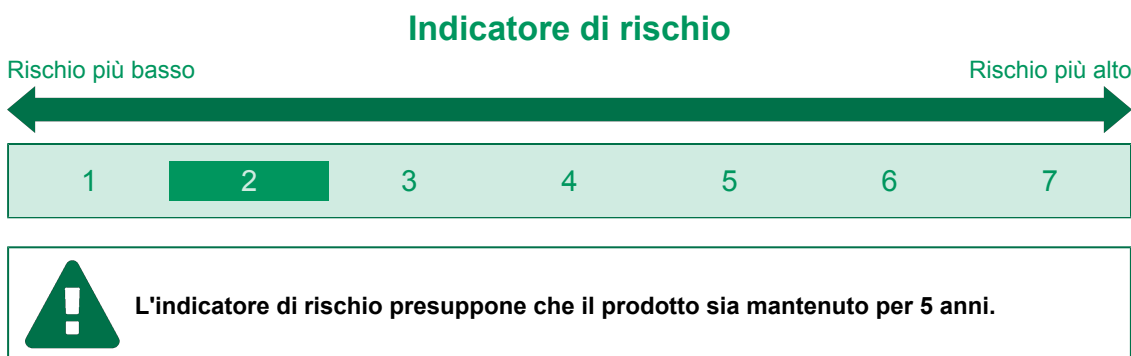 Indicatore di rischio
Rischio più basso Rischio più alto
1 2 3 4 5 6 7
L'indicatore di rischio presuppone che il prodotto sia mantenuto per 5 anni.